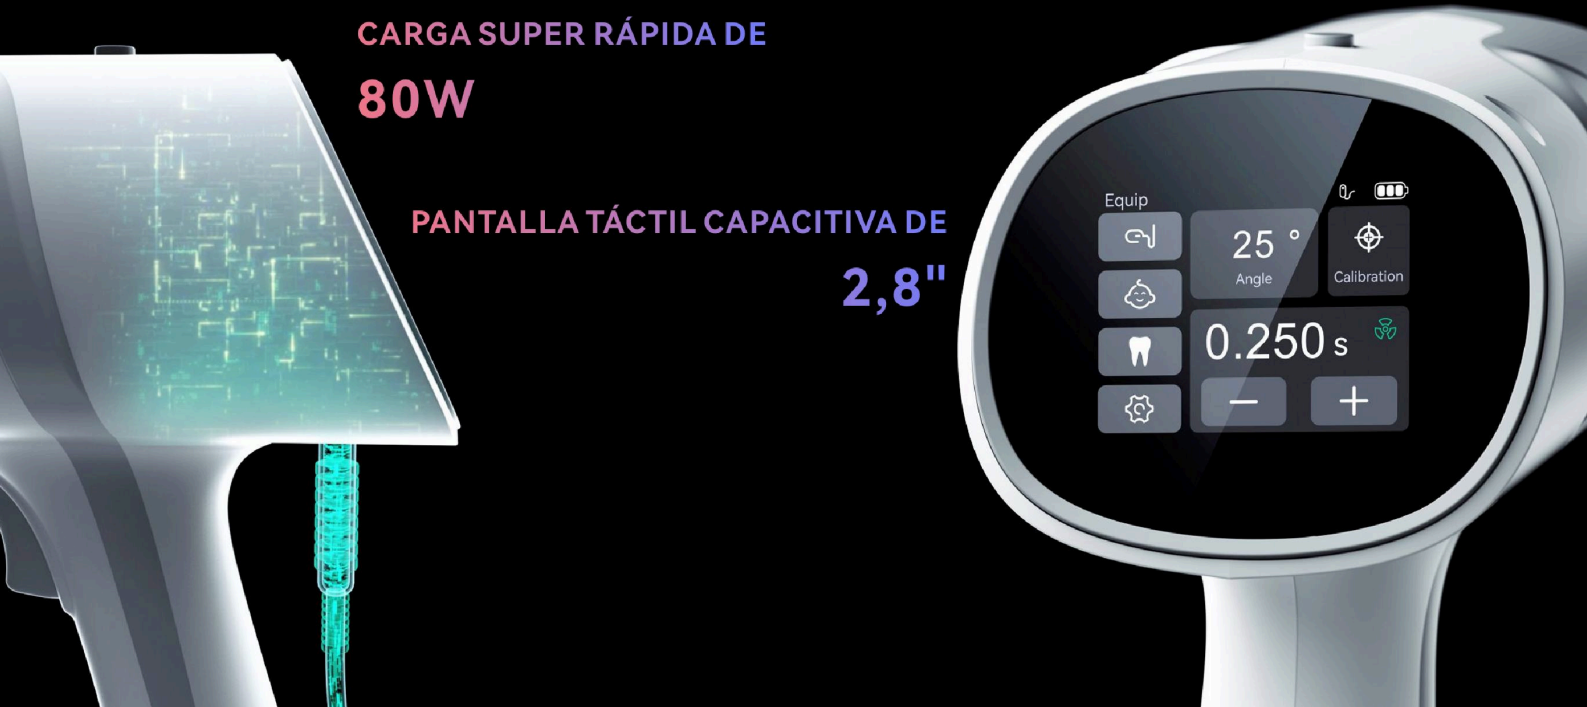 CARGA SUPER RÁPIDA DE
80W
PANTALLA TÁCTIL CAPACITIVA DE
2,8"
Equip
25 °
Angle
Calibration
0.250 s